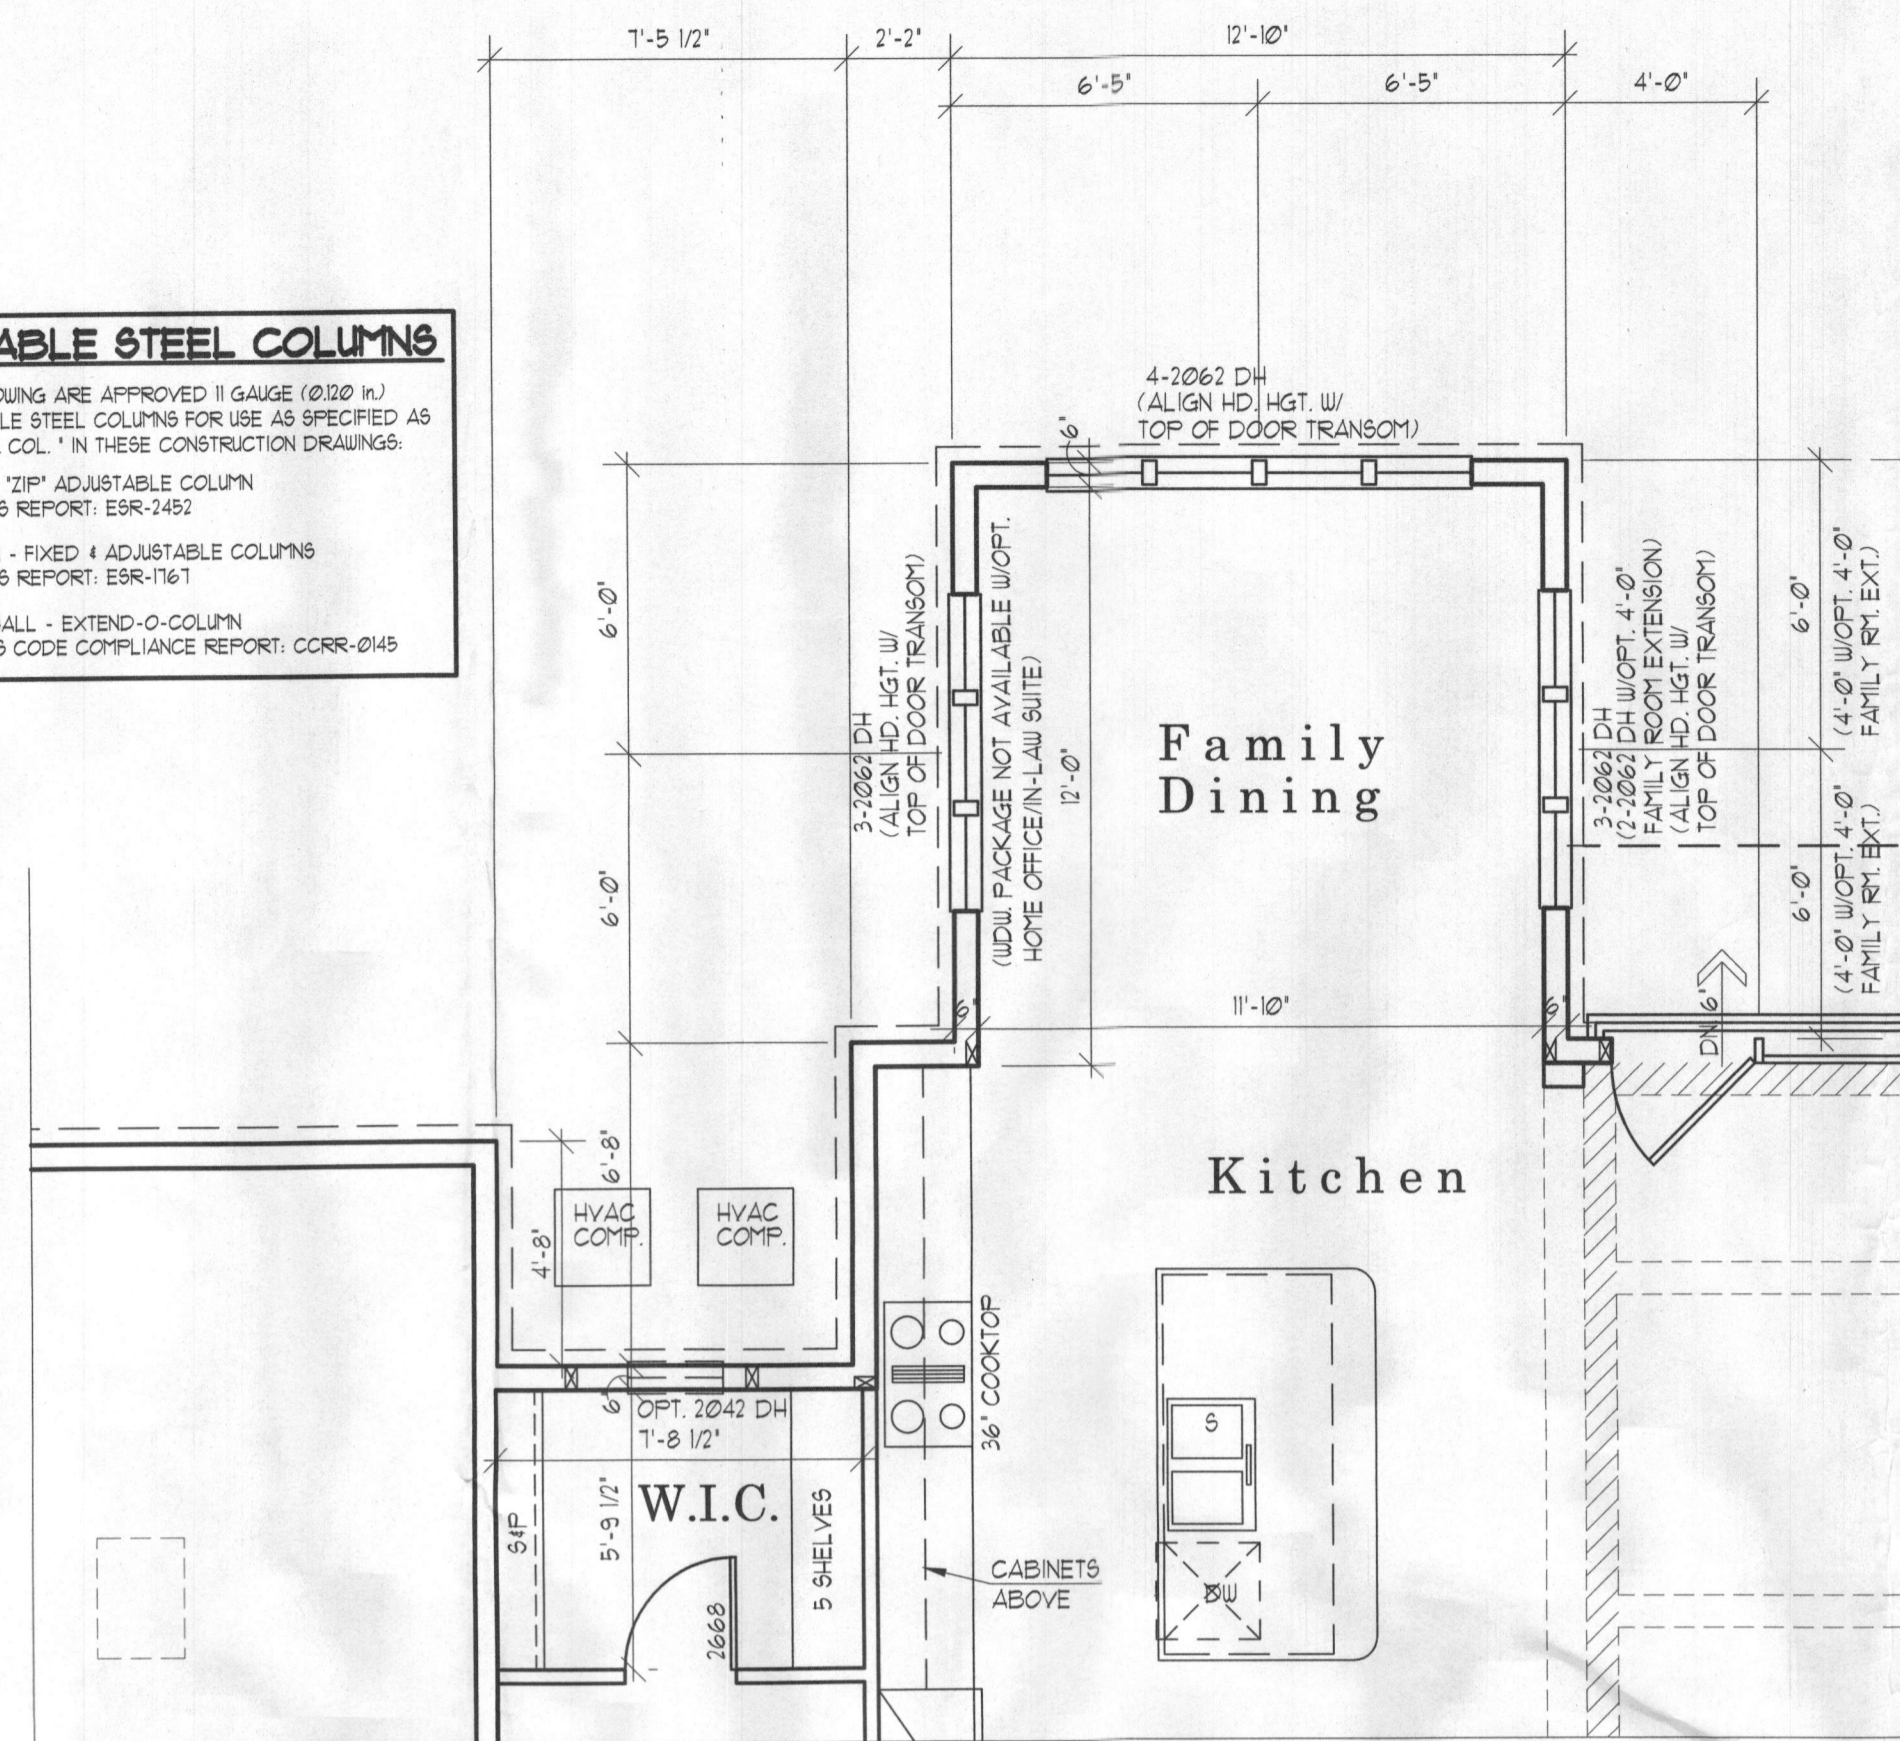 7'-5 1/2"
2'-2"
12'-10"
6'-5"
6'-5"
4'-0"
ABLE STEEL COLUMNS
OWING ARE APPROVED 11 GAUGE (0.120 in.)
LE STEEL COLUMNS FOR USE AS SPECIFIED AS
COL. " IN THESE CONSTRUCTION DRAWINGS:
"ZIP" ADJUSTABLE COLUMN
S REPORT: ESR-2452
- FIXED & ADJUSTABLE COLUMNS
S REPORT: ESR-1767
ALL - EXTEND-O-COLUMN
S CODE COMPLIANCE REPORT: CCRR-0145
4-2062 DH
(ALIGN HD. HGT. W/
TOP OF DOOR TRANSOM)
6"
6'-0"
6'-0"
3-2062 DH
(ALIGN HD. HGT. W/
TOP OF DOOR TRANSOM)
(WDW. PACKAGE NOT AVAILABLE W/OPT.
HOME OFFICE/IN-LAW SUITE)
12'-0"
Family
Dining
3-2062 DH
(2-2062 DH W/OPT. 4'-0"
FAMILY ROOM EXTENSION)
(ALIGN HD. HGT. W/
TOP OF DOOR TRANSOM)
6'-0"
(4'-0" W/OPT. 4'-0"
FAMILY RM. EXT.)
6'-0"
(4'-0" W/OPT. 4'-0"
FAMILY RM. EXT.)
6"
11'-10"
6"
DN. 6"
Kitchen
6'-8"
4'-8"
HVAC
COMP.
HVAC
COMP.
36" COOKTOP
6"
OPT. 2042 DH
7'-8 1/2"
S
S&P
5'-9 1/2"
W.I.C.
5 SHELVES
2668
CABINETS
ABOVE
DW